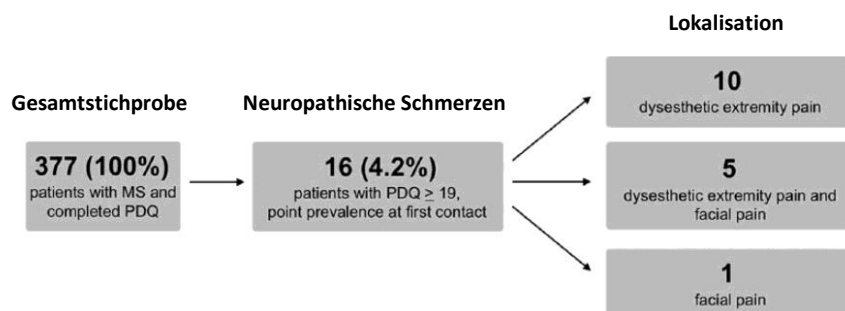 Lokalisation
Gesamtstichprobe
Neuropathische Schmerzen
377 (100%)
patients with MS and
completed PDQ
16 (4.2%)
patients with PDQ ≥ 19,
point prevalence at first contact
10
dysesthetic extremity pain
5
dysesthetic extremity pain and
facial pain
1
facial pain